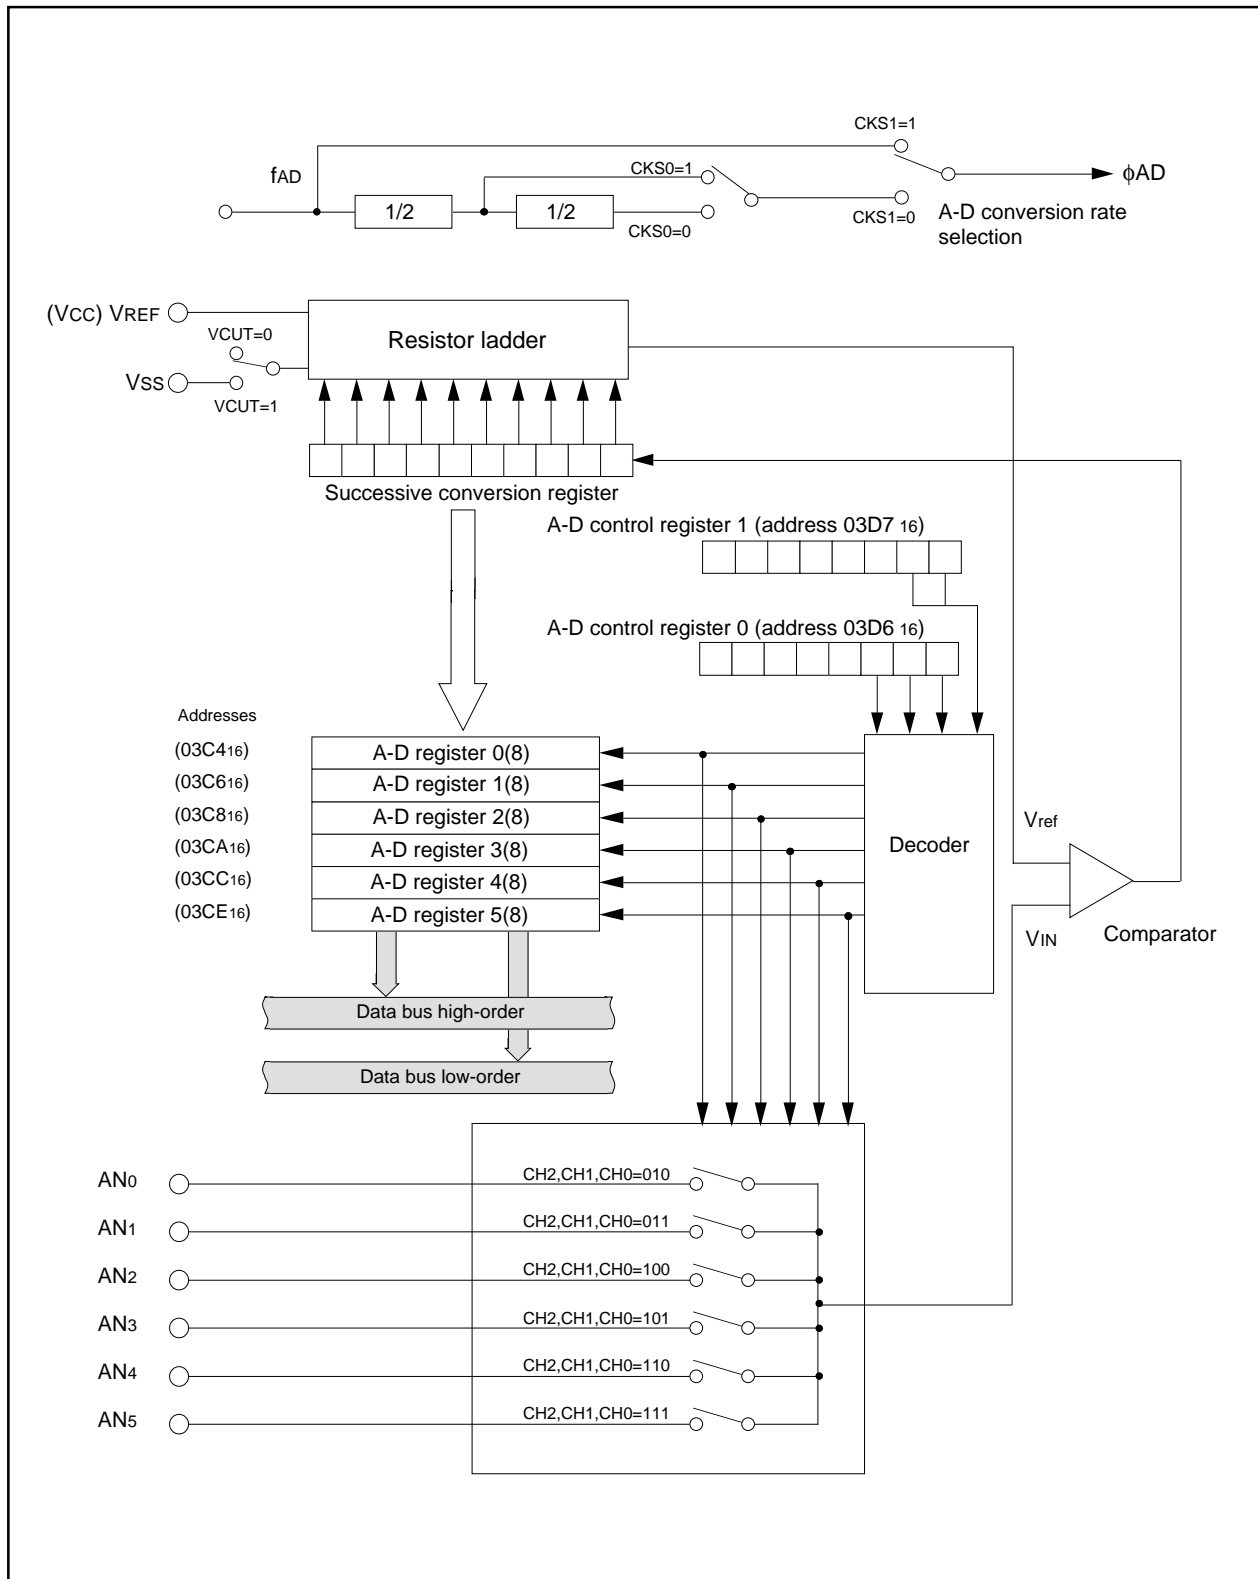 CKS1=1
fAD
CKS0=1
ϕAD
1/2
1/2
CKS0=0
CKS1=0
A-D conversion rate
selection
(VCC) VREF
VCUT=0
Resistor ladder
VSS
VCUT=1
Successive conversion register
A-D control register 1 (address 03D7 16)
A-D control register 0 (address 03D6 16)
Addresses
(03C416)
A-D register 0(8)
(03C616)
A-D register 1(8)
(03C816)
A-D register 2(8)
(03CA16)
A-D register 3(8)
(03CC16)
A-D register 4(8)
(03CE16)
A-D register 5(8)
Decoder
Vref
VIN
Comparator
Data bus high-order
Data bus low-order
AN0
CH2,CH1,CH0=010
AN1
CH2,CH1,CH0=011
AN2
CH2,CH1,CH0=100
AN3
CH2,CH1,CH0=101
AN4
CH2,CH1,CH0=110
AN5
CH2,CH1,CH0=111